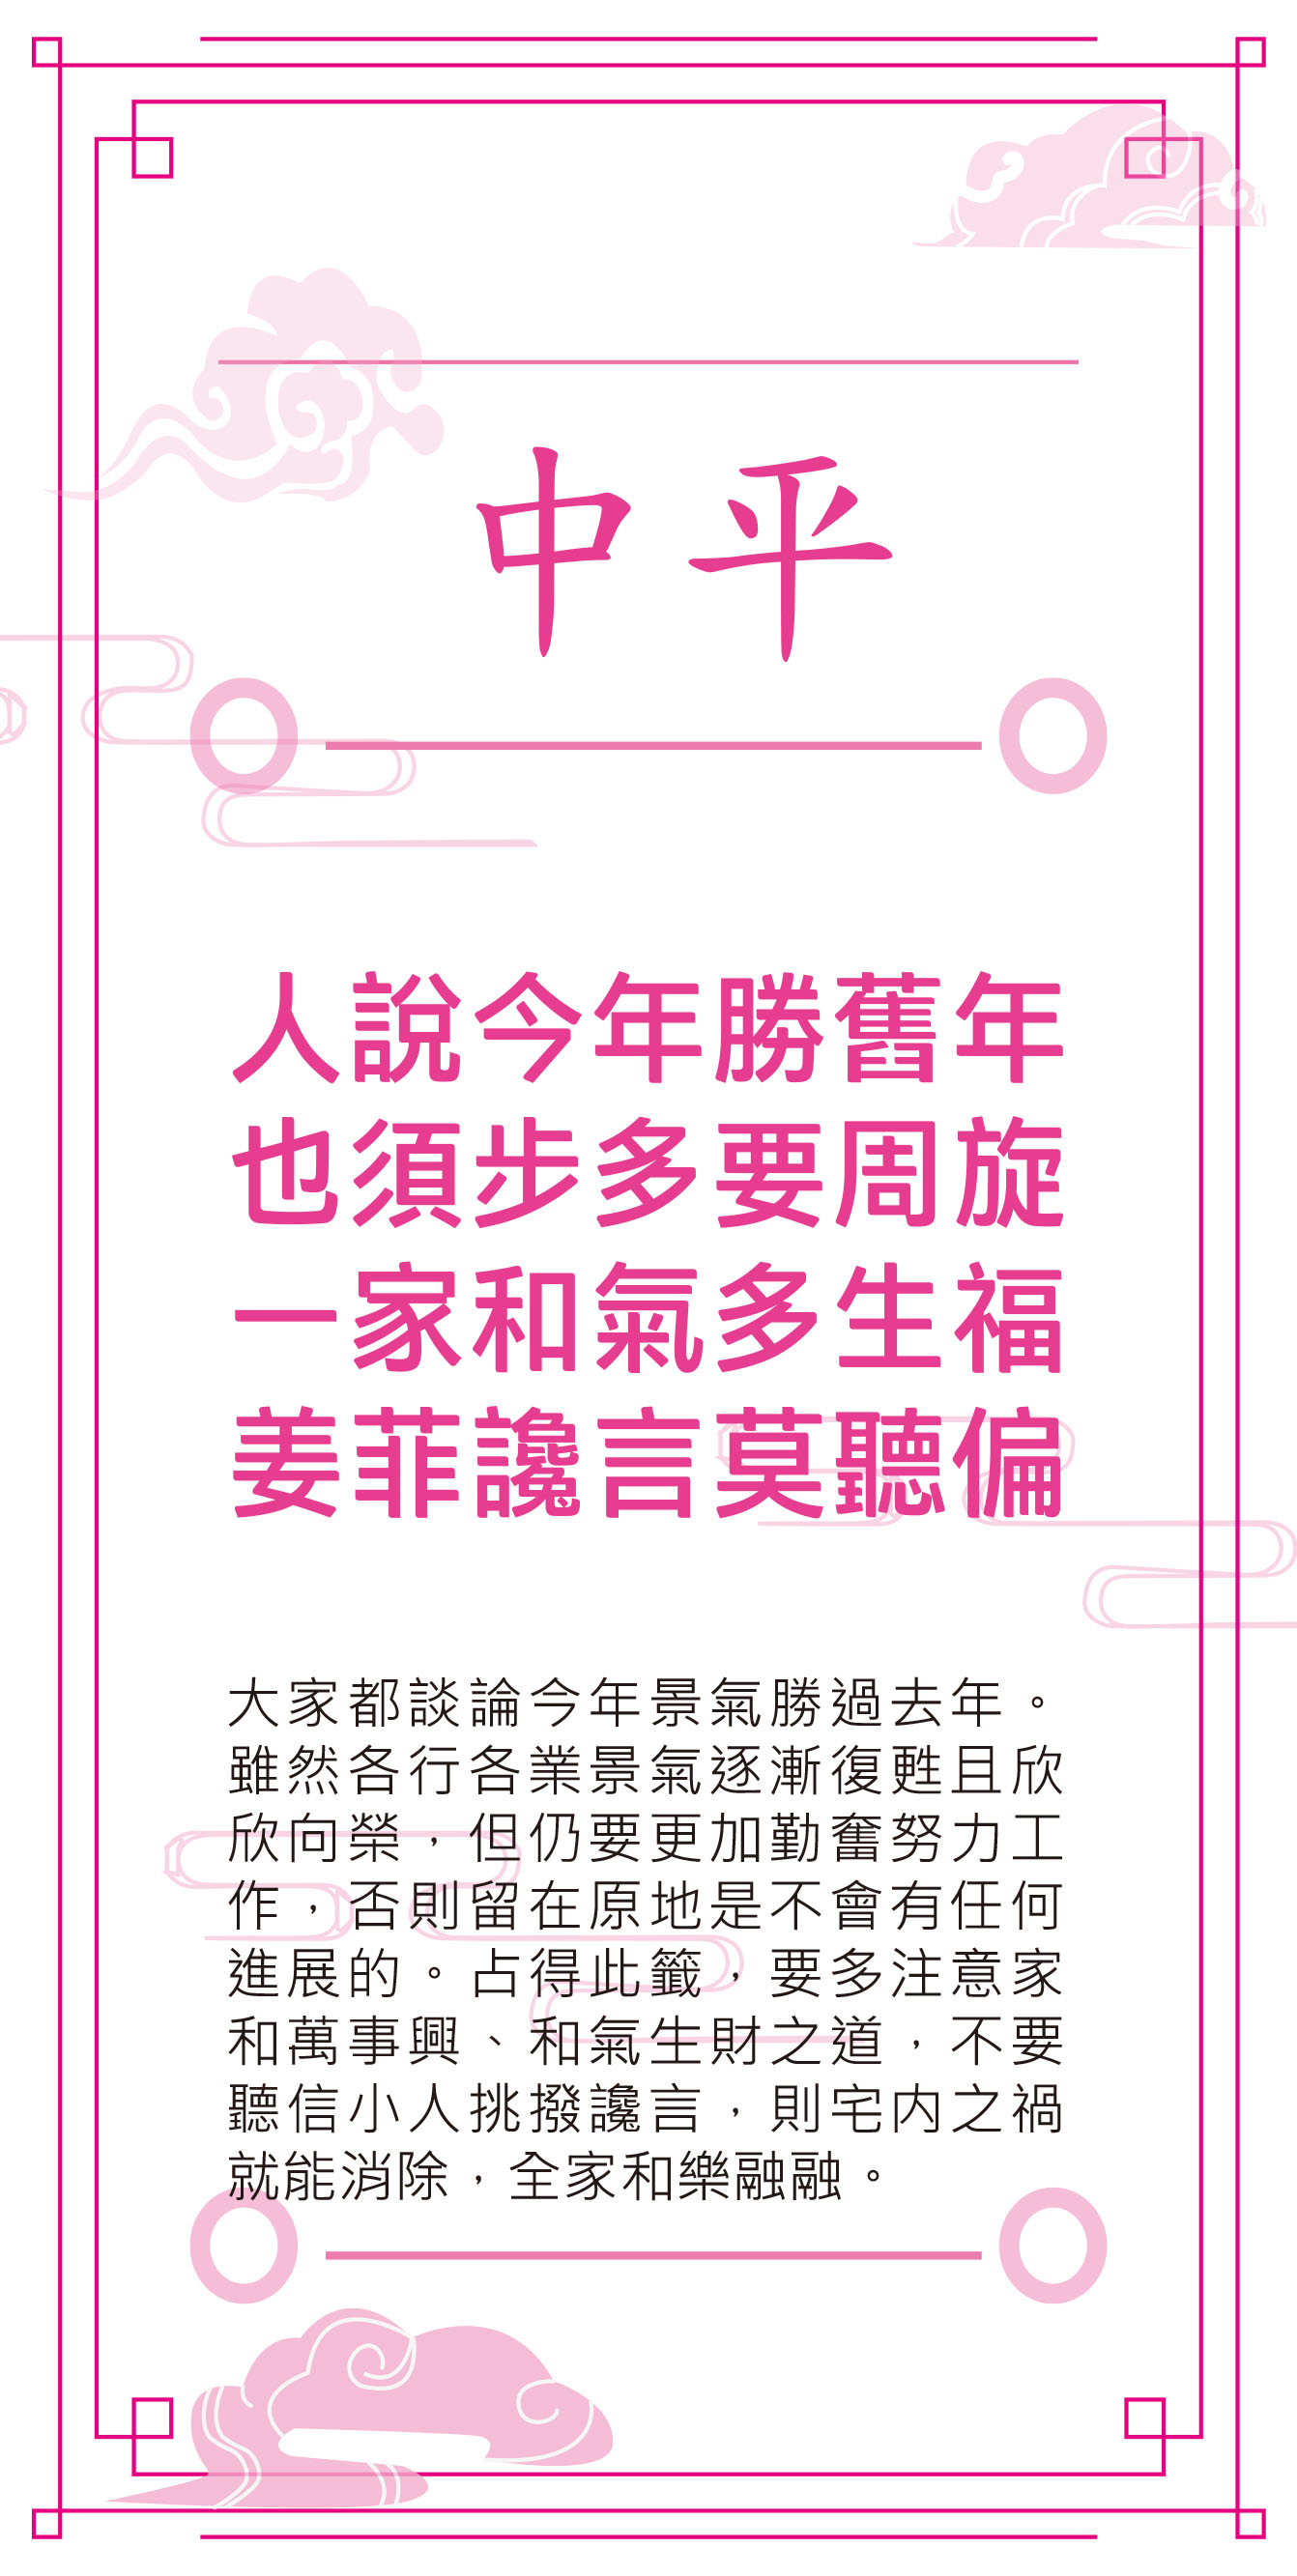 中平
人說今年勝舊年
也須步多要周旋
一家和氣多生福
姜菲讒言莫聽偏
大家都談論今年景氣勝過去年。
雖然各行各業景氣逐漸復甦且欣
欣向榮，但仍要更加勤奮努力工
作，否則留在原地是不會有任何
進展的。占得此籤，要多注意家
和萬事興、和氣生財之道，不要
聽信小人挑撥讒言，則宅內之禍
就能消除，全家和樂融融。